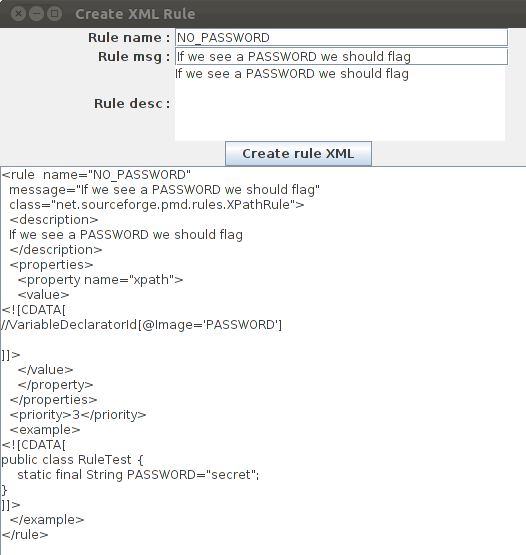 Create XML Rule
Rule name : NO_PASSWORD
Rule msg : If we see a PASSWORD we should flag
If we see a PASSWORD we should flag
Rule desc :
Create rule XML
<rule  name="NO_PASSWORD"
  message="If we see a PASSWORD we should flag"
  class="net.sourceforge.pmd.rules.XPathRule">
  <description>
  If we see a PASSWORD we should flag
  </description>
  <properties>
    <property name="xpath">
    <value>
<![CDATA[
//VariableDeclaratorId[@Image='PASSWORD']

]]>
    </value>
    </property>
  </properties>
  <priority>3</priority>
  <example>
<![CDATA[
public class RuleTest {
    static final String PASSWORD="secret";
}
]]>
  </example>
</rule>